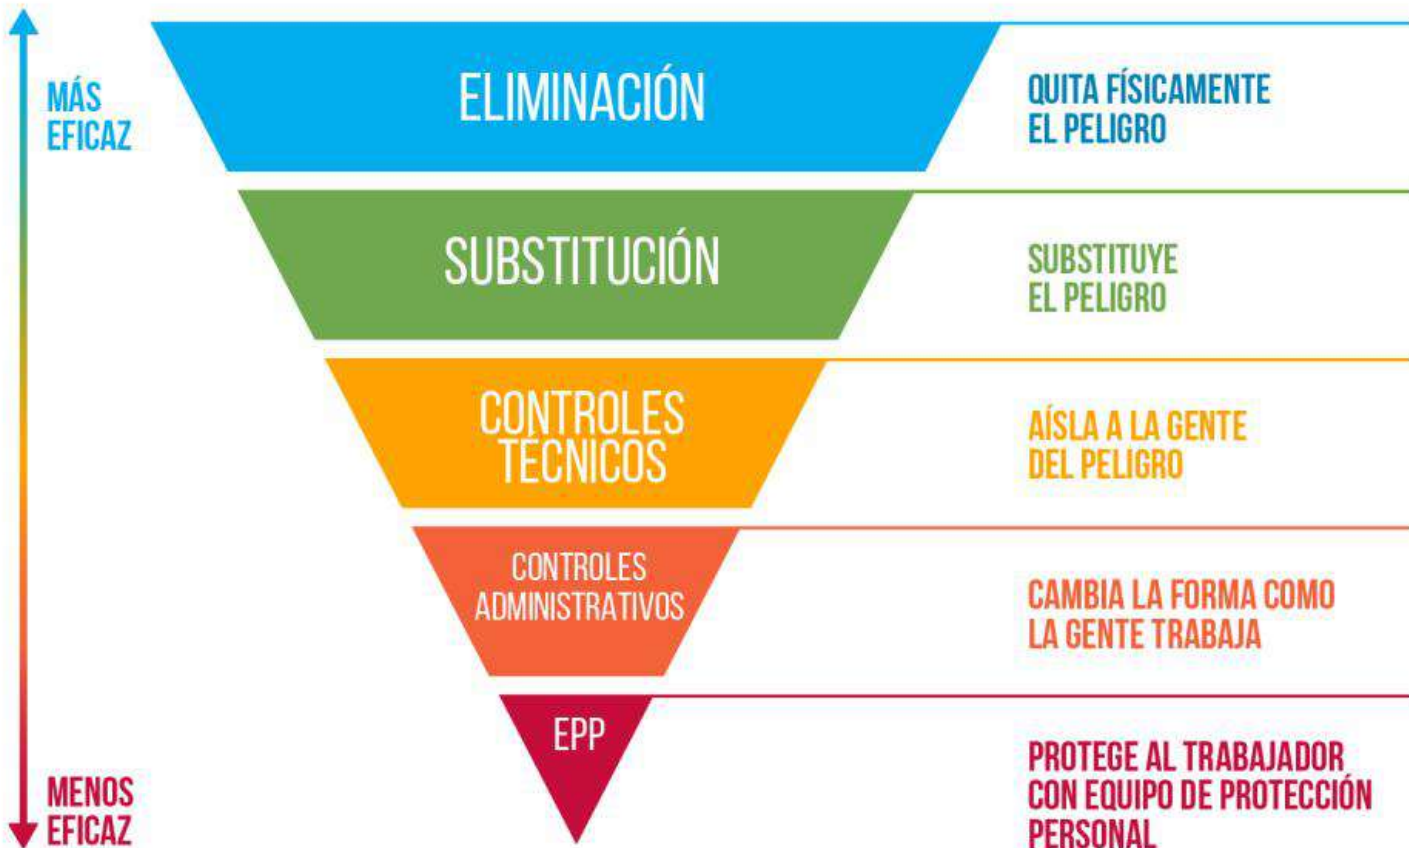 MÁS
EFICAZ
ELIMINACIÓN
QUITA FÍSICAMENTE
EL PELIGRO
SUBSTITUCIÓN
SUBSTITUYE
EL PELIGRO
CONTROLES
TÉCNICOS
AÍSLA A LA GENTE
DEL PELIGRO
CONTROLES
ADMINISTRATIVOS
CAMBIA LA FORMA COMO
LA GENTE TRABAJA
EPP
PROTEGE AL TRABAJADOR
CON EQUIPO DE PROTECCIÓN
PERSONAL
MENOS
EFICAZ